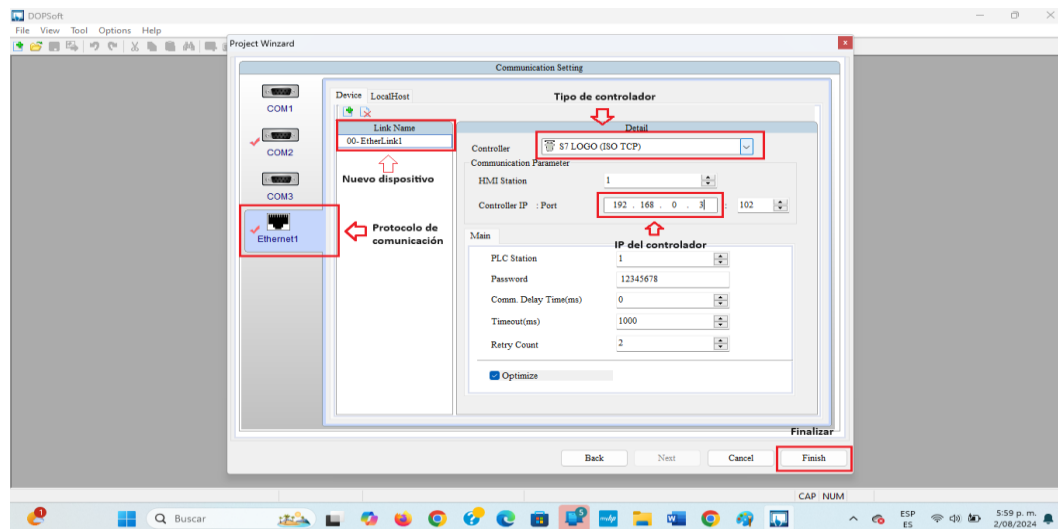 DOPSoft
File View Tool Options Help
Project Winzard
Communication Setting
COM1
COM2
COM3
Ethernet1
Device LocalHost
Tipo de controlador
Link Name
00- EtherLink1
Nuevo dispositivo
Protocolo de
comunicación
Detail
Controller S7 LOGO (ISO TCP)
Communication Parameter
HMI Station 1
Controller IP : Port 192 . 168 . 0 . 3 : 102
IP del controlador
Main
PLC Station 1
Password 12345678
Comm. Delay Time(ms) 0
Timeout(ms) 1000
Retry Count 2
Optimize
Finalizar
Back Next Cancel Finish
CAP NUM
1
Buscar
5
ESP
ES
5:59 p. m.
2/08/2024